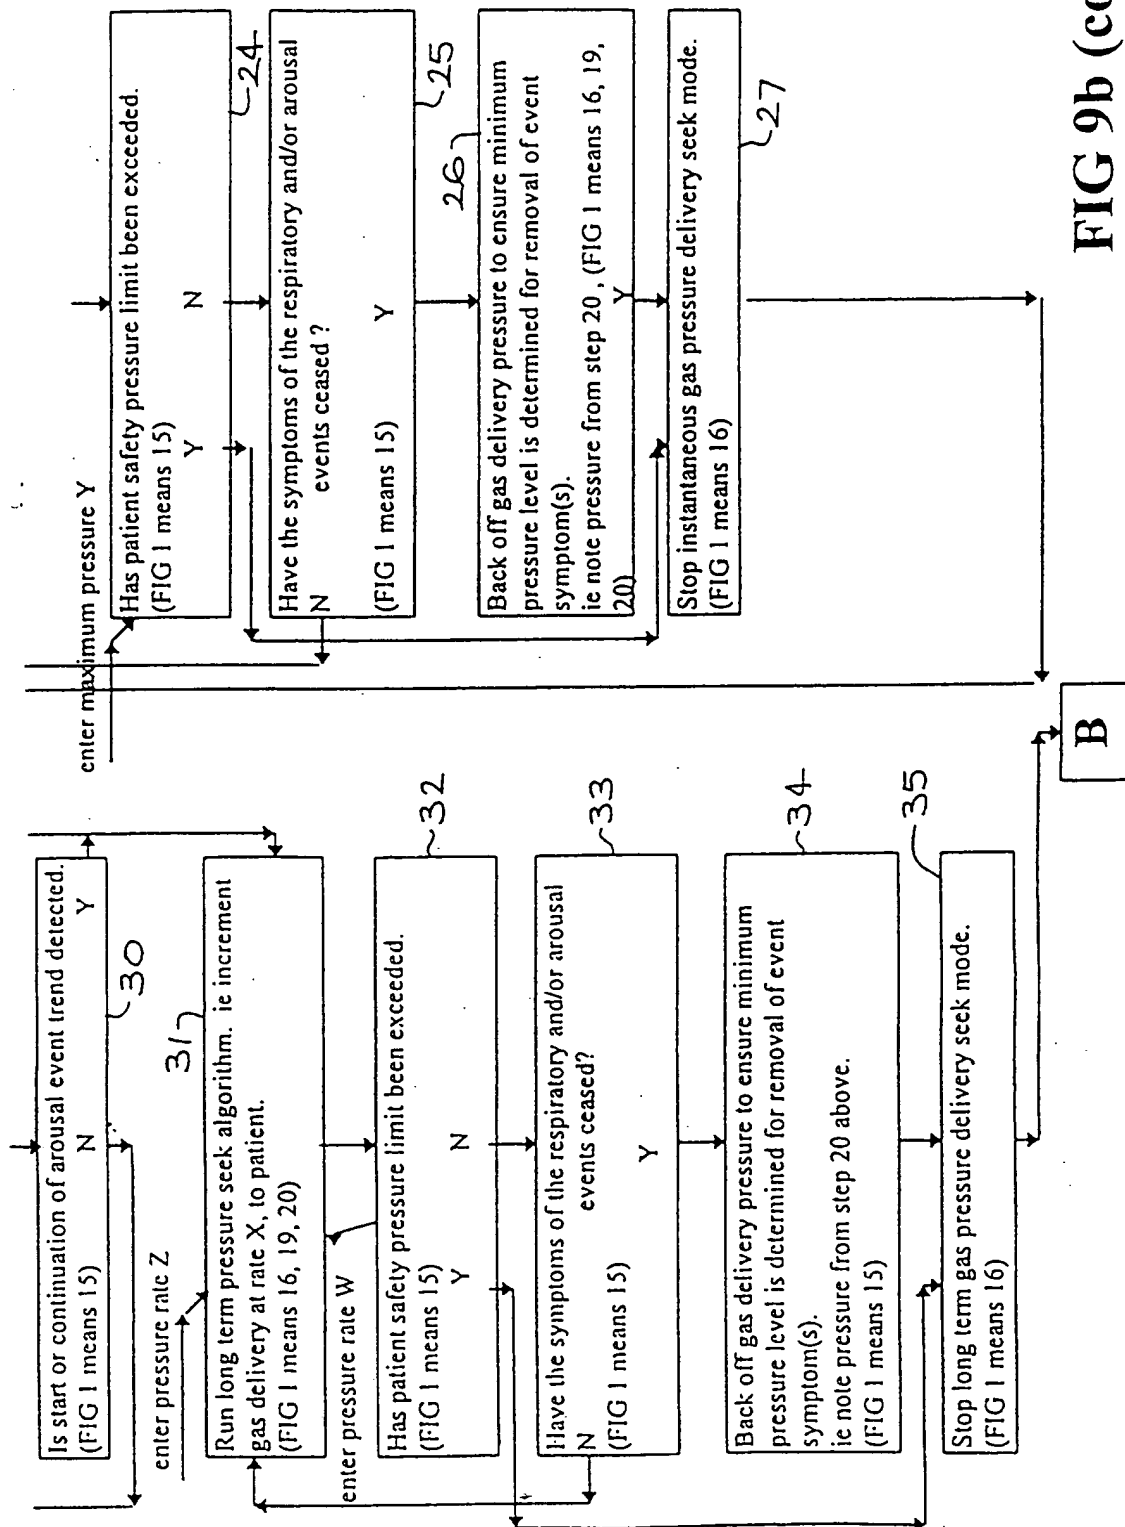 Is start or continuation of arousal event trend detected.
(FIG 1 means 15)
N
Y
30
enter pressure rate Z
31
Run long term pressure seek algorithm. ie increment
gas delivery at rate X, to patient.
(FIG 1 means 16, 19, 20)
enter pressure rate W
32
Has patient safety pressure limit been exceeded.
(FIG 1 means 15)
Y
N
33
Have the symptoms of the respiratory and/or arousal
events ceased?
N
Y
(FIG 1 means 15)
34
Back off gas delivery pressure to ensure minimum
pressure level is determined for removal of event
symptom(s).
ie note pressure from step 20 above.
(FIG 1 means 15)
35
Stop long term gas pressure delivery seek mode.
(FIG 1 means 16)
enter maximum pressure Y
Has patient safety pressure limit been exceeded.
(FIG 1 means 15)
Y
N
24
Have the symptoms of the respiratory and/or arousal
events ceased ?
N
(FIG 1 means 15)
Y
25
26
Back off gas delivery pressure to ensure minimum
pressure level is determined for removal of event
symptom(s).
ie note pressure from step 20 , (FIG 1 means 16, 19,
20)
Y
Stop instantaneous gas pressure delivery seek mode.
(FIG 1 means 16)
27
B
FIG 9b (co